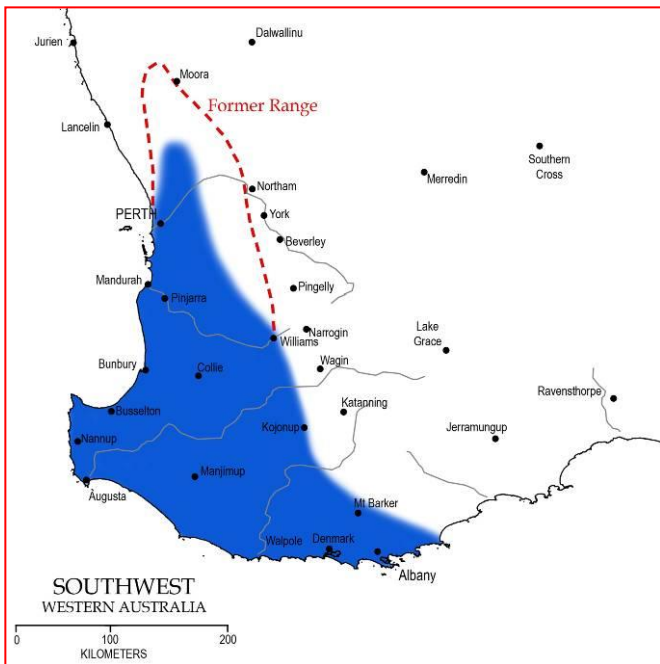 Dalwallinu
Jurien
Moora
Former Range
Lancelin
Southern
Cross
Merredin
Northam
York
PERTH
Beverley
Mandurah
Pingelly
Pinjarra
Narrogin
Williams
Lake
Grace
Bunbury
Collie
Wagin
Ravensthorpe
Busselton
Katanning
Kojonup
Jerramungup
Nannup
Manjimup
Augusta
Mt Barker
Walpole
Denmark
Albany
SOUTHWEST
WESTERN AUSTRALIA
0 100 200
KILOMETERS